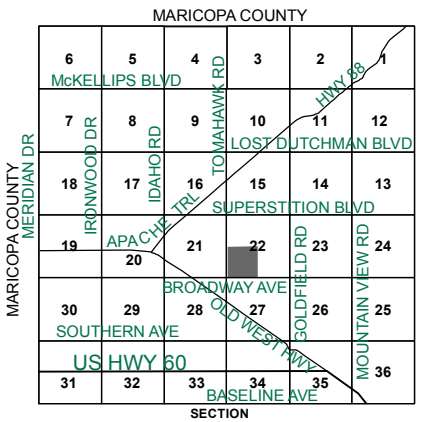 MARICOPA COUNTY
6 5 4 3 2 1
McKELLIPS BLVD
TOMAHAWK RD
HWY 88
7 8 9 10 11 12
LOST DUTCHMAN BLVD
MARICOPA COUNTY
MERIDIAN DR
IRONWOOD DR
IDAHO RD
18 17 16 15 14 13
SUPERSTITION BLVD
APACHE TRL
19 20 21 22 23 24
GOLDFIELD RD
MOUNTAIN VIEW RD
BROADWAY AVE
30 29 28 27 26 25
OLD WEST HWY
SOUTHERN AVE
US HWY 60
31 32 33 34 35 36
BASELINE AVE
SECTION